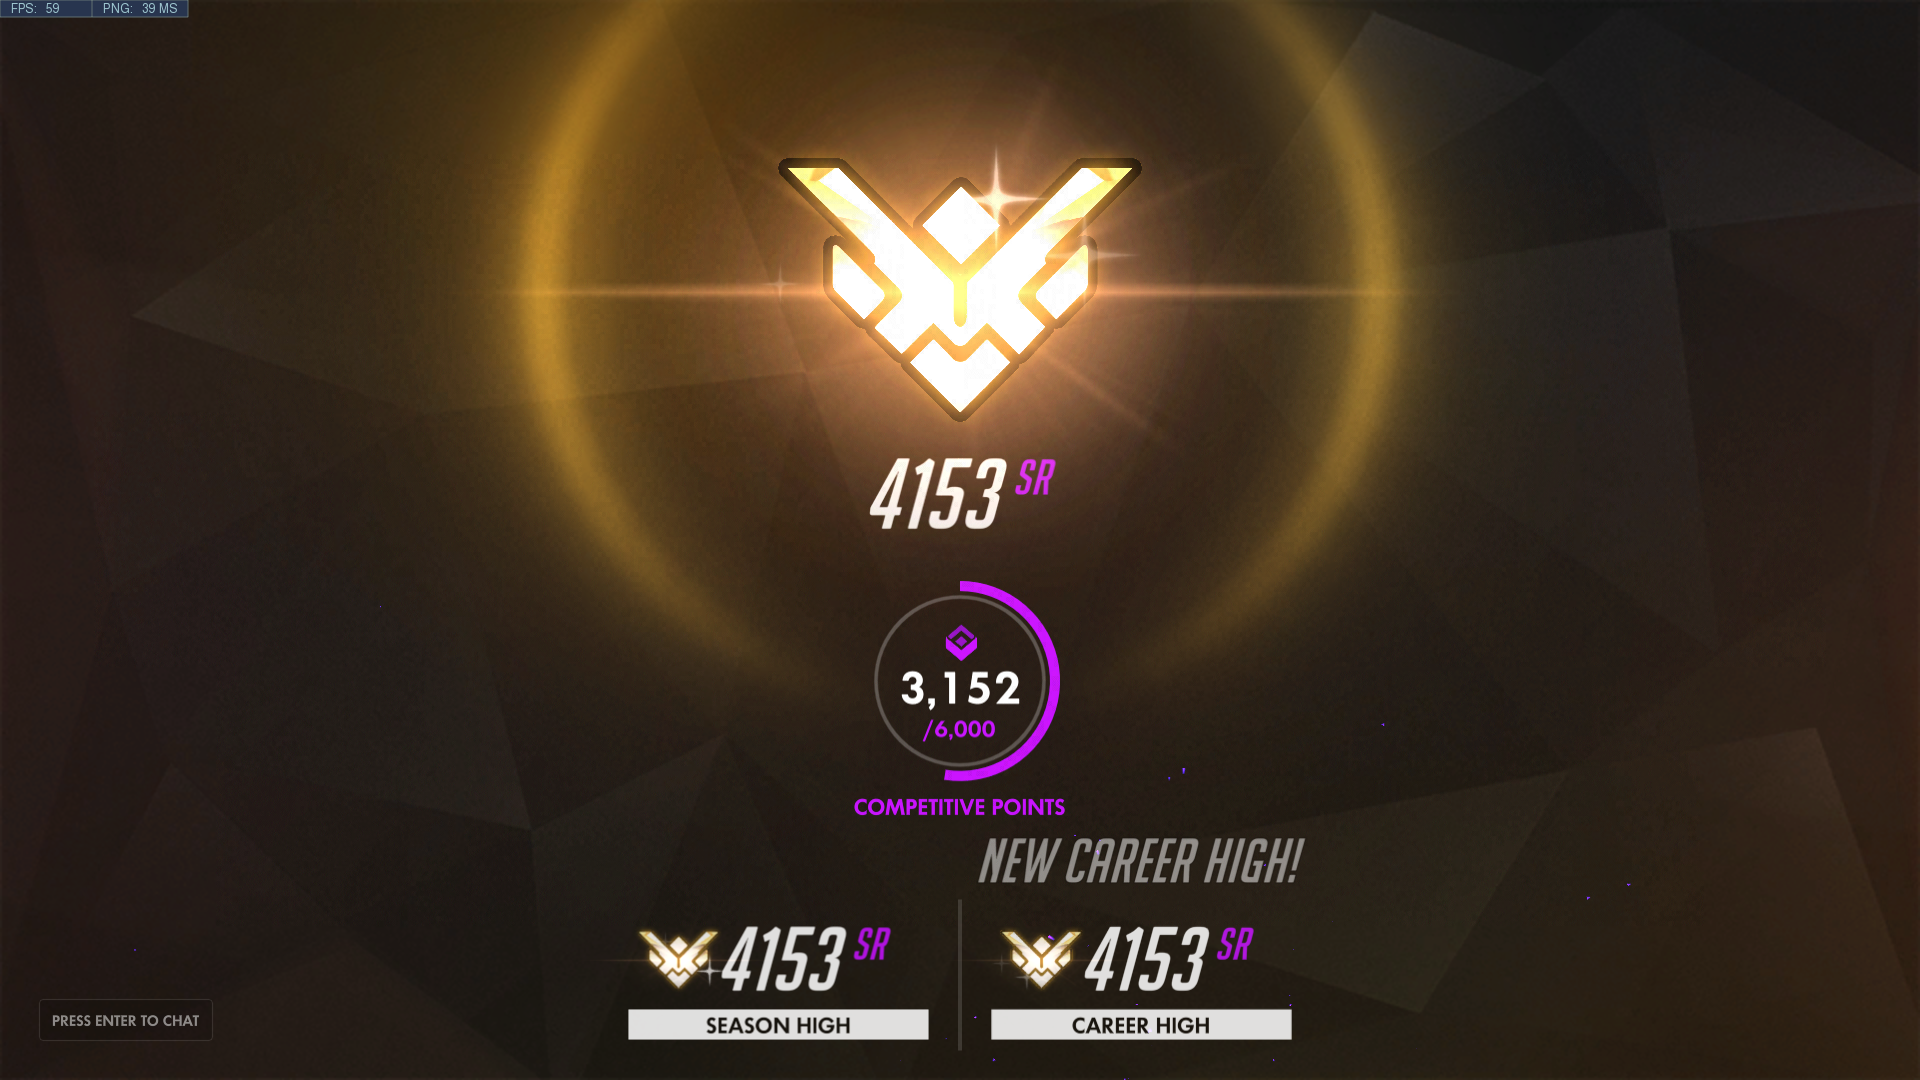 FPS: 59 PNG: 39 MS
4153 SR
3,152
/6,000
COMPETITIVE POINTS
NEW CAREER HIGH!
4153 SR
SEASON HIGH
4153 SR
CAREER HIGH
PRESS ENTER TO CHAT